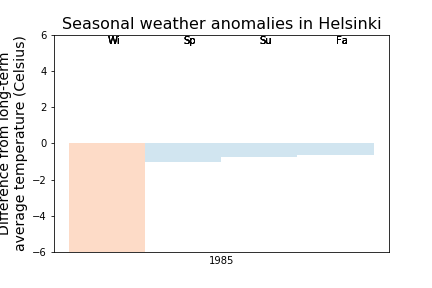 Seasonal weather anomalies in Helsinki
Difference from long-term
average temperature (Celsius)
6
4
2
0
−2
−4
−6
Wi Sp Su Fa
1985